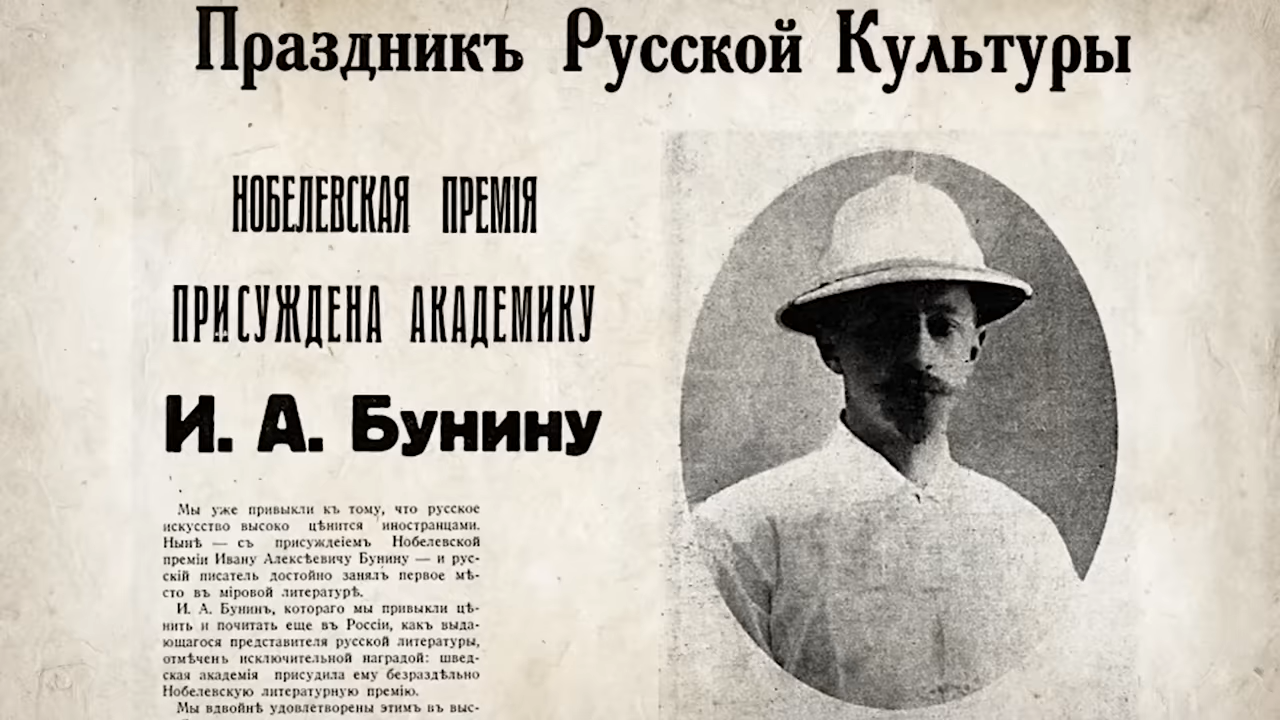 Праздникъ Русской Культуры
НОБЕЛЕВСКАЯ ПРЕМІЯ
ПРИСУЖДЕНА АКАДЕМИКУ
И. А. Бунину
Мы уже привыкли къ тому, что русское
искусство высоко цѣнится иностранцами.
Нынѣ — съ присужденіемъ Нобелевской
преміи Ивану Алексѣевичу Бунину — и рус-
скій писатель достойно занялъ первое мѣ-
сто въ міровой литературѣ.
И. А. Бунинъ, котораго мы привыкли цѣ-
нить и почитать еще въ Россіи, какъ выда-
ющагося представителя русской литературы,
отмѣченъ исключительной наградой: швед-
ская академія присудила ему безраздѣльно
Нобелевскую литературную премію.
Мы вдвойнѣ удовлетворены этимъ въ выс-